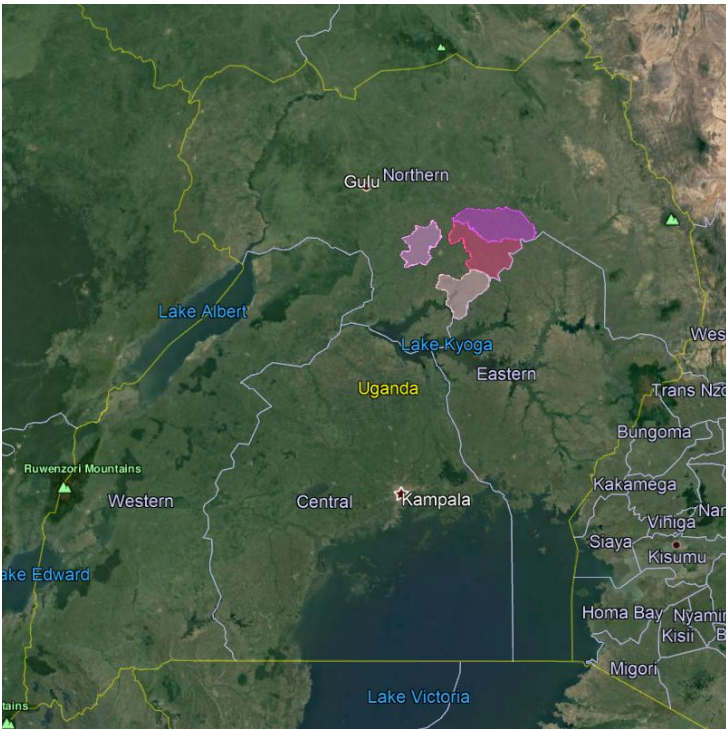 Gulu
Northern
Lake Albert
Lake Kyoga
Wes
Eastern
Uganda
Trans Nzo
Bungoma
Ruwenzori Mountains
Kakamega
Western
Central
Kampala
Nan
Vihiga
Siaya
Kisumu
ake Edward
Homa Bay
Nyamir
Kisii
B
Migori
Lake Victoria
tains